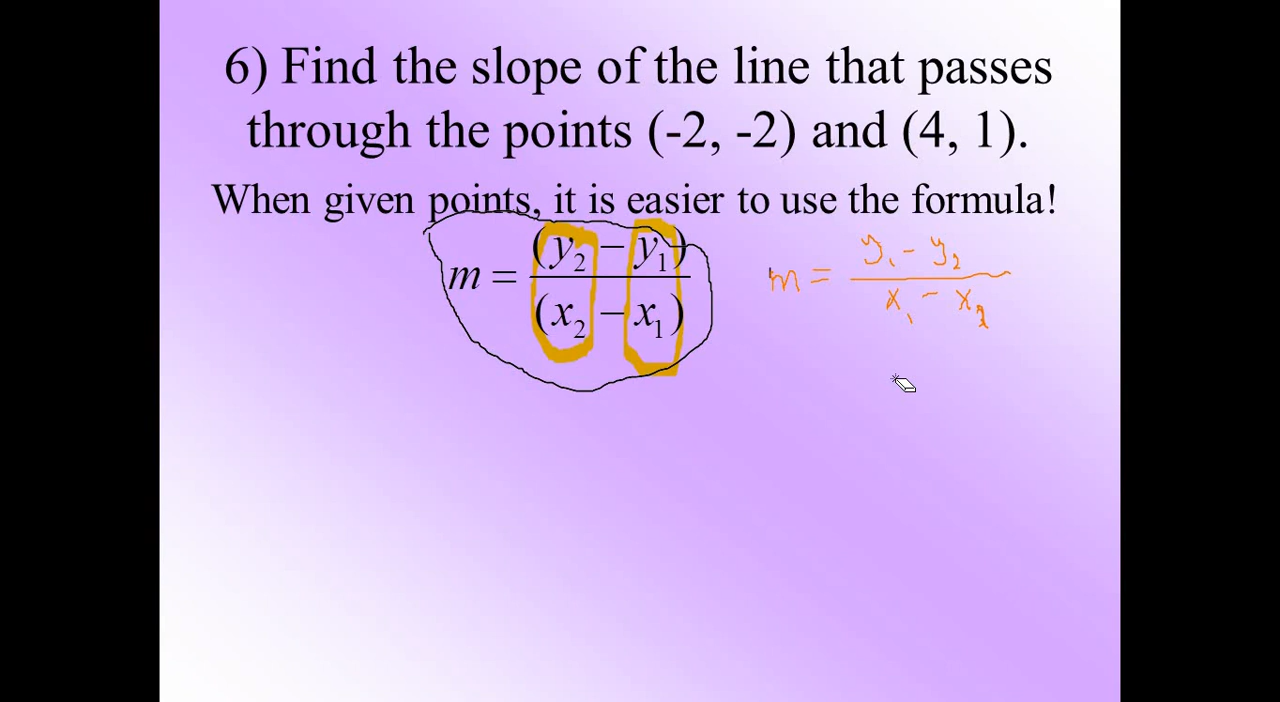 6) Find the slope of the line that passes
through the points (-2, -2) and (4, 1).
When given points, it is easier to use the formula!
m = (y₂ − y₁) / (x₂ − x₁)
m = y₁ - y₂ / x₁ - x₂